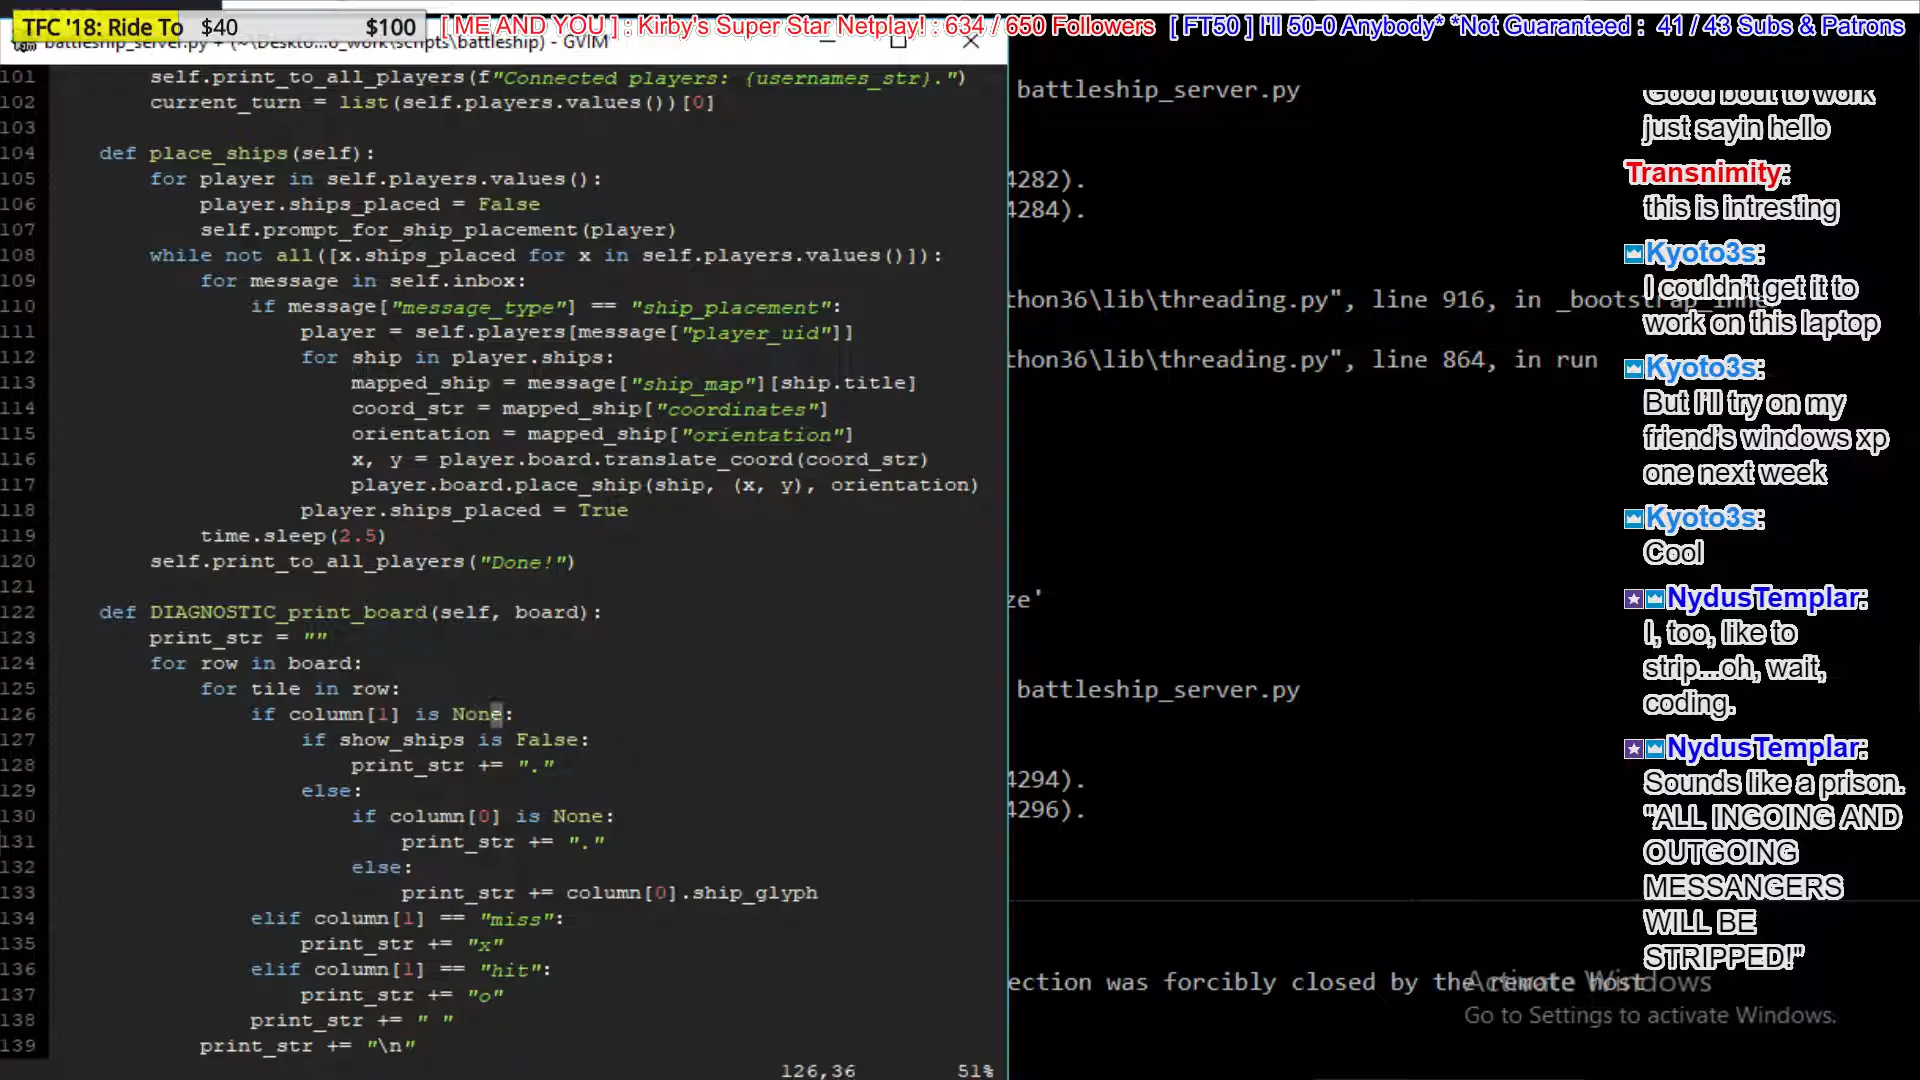 TFC '18: Ride To $40 $100 [ ME AND YOU ] : Kirby's Super Star Netplay! : 634 / 650 Followers [ FT50 ] I'll 50-0 Anybody* *Not Guaranteed : 41 / 43 Subs & Patrons
battleship_server.py + (~\Deskto...o_work\scripts\battleship) - GVIM
101 self.print_to_all_players(f"Connected players: {usernames_str}.")
102 current_turn = list(self.players.values())[0]
103
104 def place_ships(self):
105 for player in self.players.values():
106 player.ships_placed = False
107 self.prompt_for_ship_placement(player)
108 while not all([x.ships_placed for x in self.players.values()]):
109 for message in self.inbox:
110 if message["message_type"] == "ship_placement":
111 player = self.players[message["player_uid"]]
112 for ship in player.ships:
113 mapped_ship = message["ship_map"][ship.title]
114 coord_str = mapped_ship["coordinates"]
115 orientation = mapped_ship["orientation"]
116 x, y = player.board.translate_coord(coord_str)
117 player.board.place_ship(ship, (x, y), orientation)
118 player.ships_placed = True
119 time.sleep(2.5)
120 self.print_to_all_players("Done!")
121
122 def DIAGNOSTIC_print_board(self, board):
123 print_str = ""
124 for row in board:
125 for tile in row:
126 if column[1] is None:
127 if show_ships is False:
128 print_str += "."
129 else:
130 if column[0] is None:
131 print_str += "."
132 else:
133 print_str += column[0].ship_glyph
134 elif column[1] == "miss":
135 print_str += "x"
136 elif column[1] == "hit":
137 print_str += "o"
138 print_str += " "
139 print_str += "\n"
126,36 51%
battleship_server.py
4282).
4284).
thon36\lib\threading.py", line 916, in _bootstrap_inner
thon36\lib\threading.py", line 864, in run
ze'
battleship_server.py
4294).
4296).
ection was forcibly closed by the remote host
Good bout to work
just sayin hello
Transnimity:
this is intresting
Kyoto3s:
I couldn't get it to
work on this laptop
Kyoto3s:
But I'll try on my
friend's windows xp
one next week
Kyoto3s:
Cool
NydusTemplar:
I, too, like to
strip...oh, wait,
coding.
NydusTemplar:
Sounds like a prison.
"ALL INGOING AND
OUTGOING
MESSANGERS
WILL BE
STRIPPED!"
Activate Windows
Go to Settings to activate Windows.